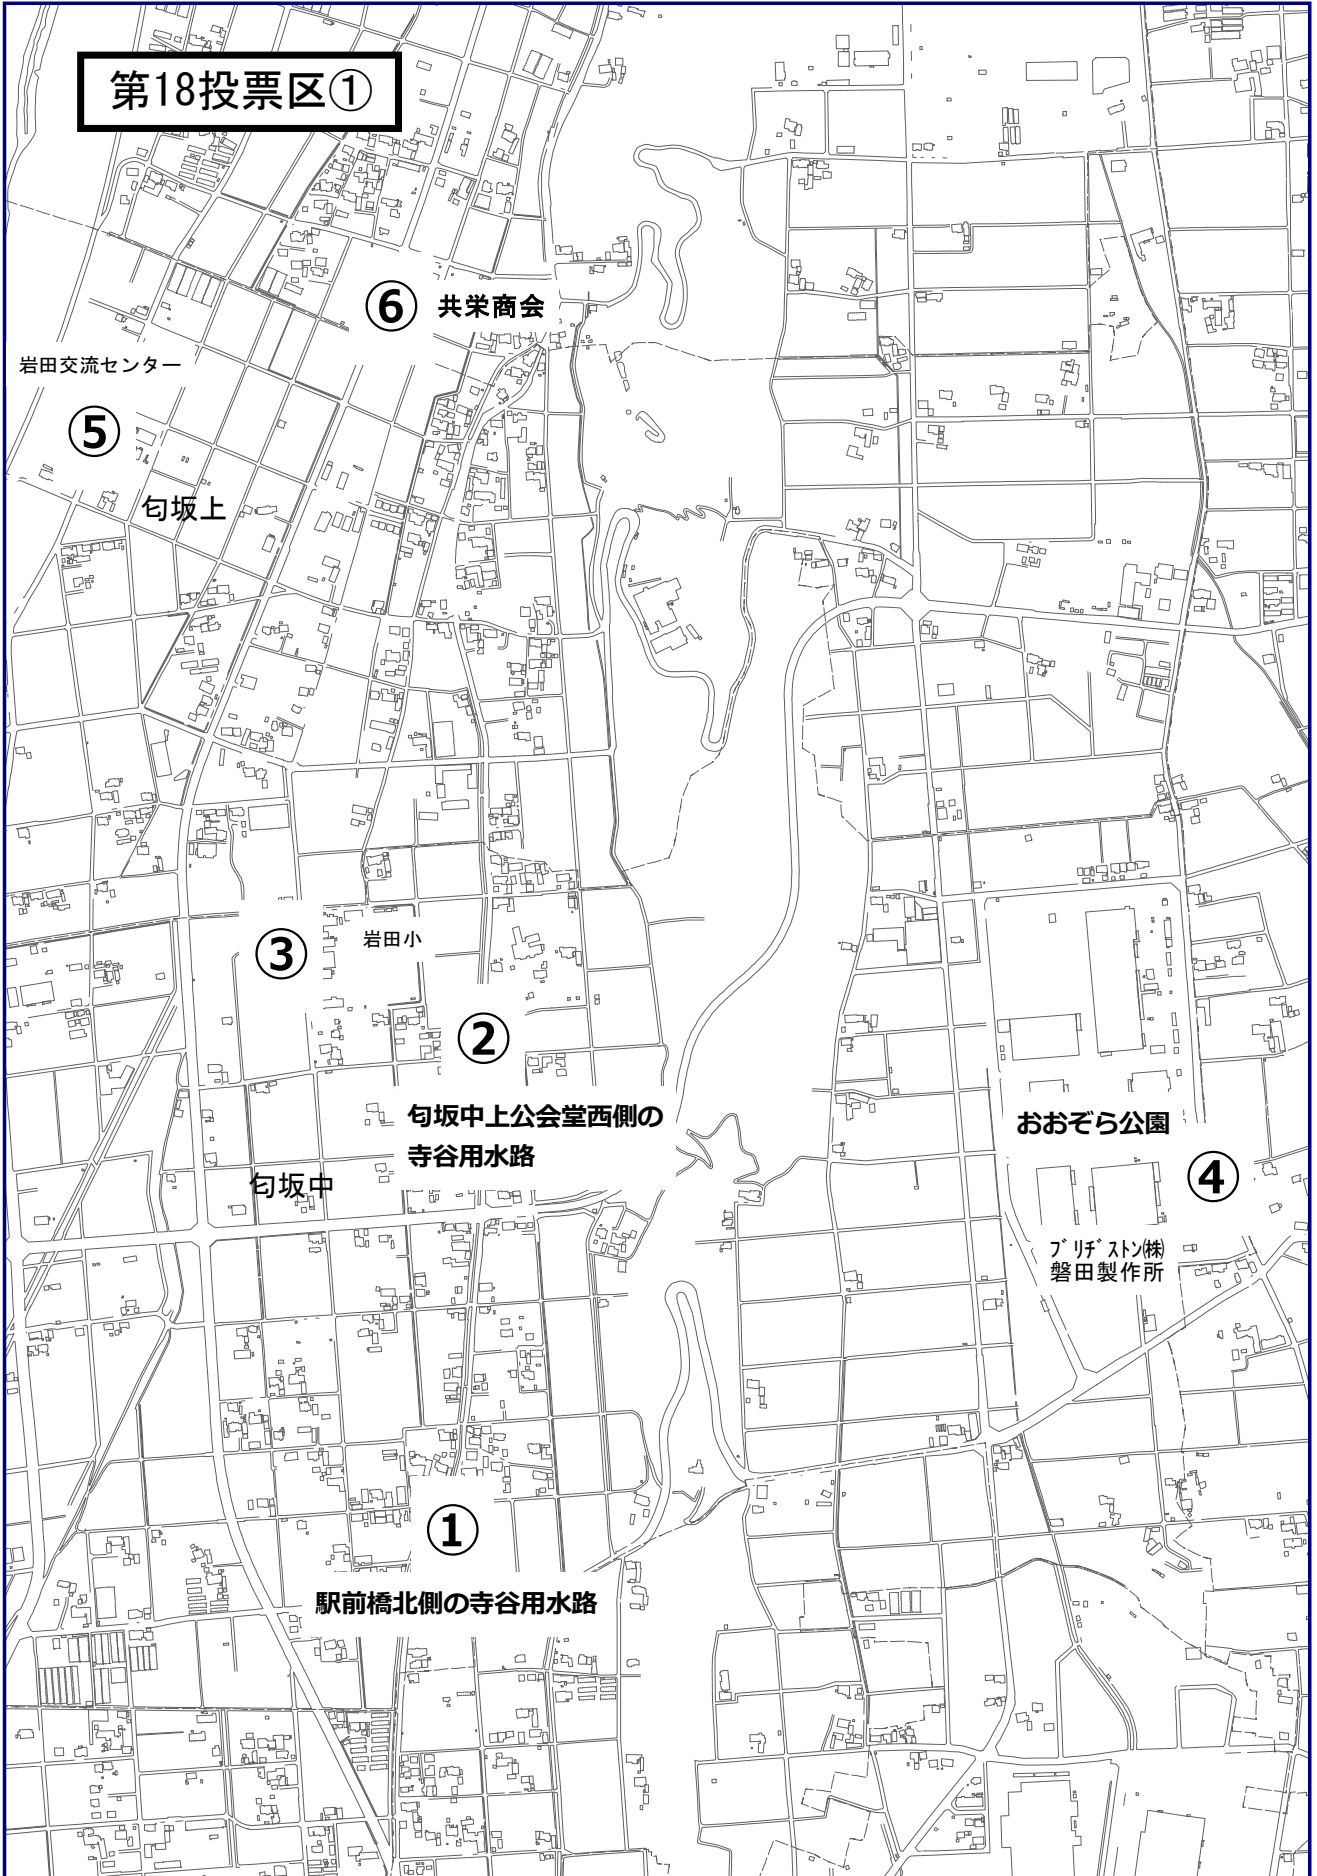 第18投票区①
⑥ 共栄商会
岩田交流センター
⑤
匂坂上
③
岩田小
②
匂坂中上公会堂西側の
寺谷用水路
おおぞら公園
④
匂坂中
ﾌﾞﾘﾁﾞｽﾄﾝ㈱
磐田製作所
①
駅前橋北側の寺谷用水路